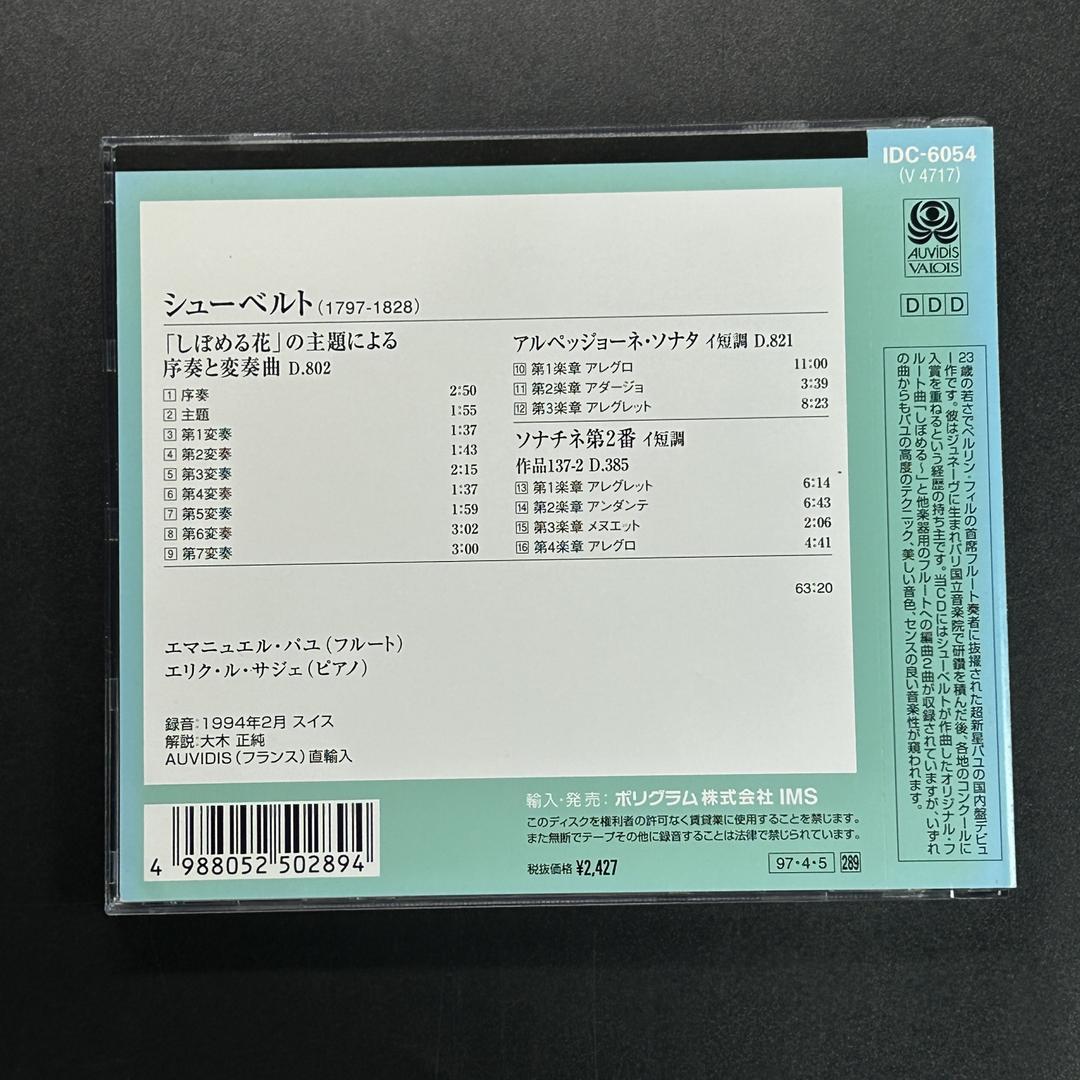 IDC-6054
(V 4717)
AUVIDIS
VALOIS
DDD
シューベルト(1797-1828)
「しぼめる花」の主題による
序奏と変奏曲 D.802
1 序奏 2:50
2 主題 1:55
3 第1変奏 1:37
4 第2変奏 1:43
5 第3変奏 2:15
6 第4変奏 1:37
7 第5変奏 1:59
8 第6変奏 3:02
9 第7変奏 3:00
アルペッジョーネ・ソナタ イ短調 D.821
10 第1楽章 アレグロ 11:00
11 第2楽章 アダージョ 3:39
12 第3楽章 アレグレット 8:23
ソナチネ第2番 イ短調
作品137-2 D.385
13 第1楽章 アレグレット 6:14
14 第2楽章 アンダンテ 6:43
15 第3楽章 メヌエット 2:06
16 第4楽章 アレグロ 4:41
63:20
エマニュエル・パユ(フルート)
エリク・ル・サジェ(ピアノ)
録音:1994年2月 スイス
解説:大木 正純
AUVIDIS(フランス)直輸入
23歳の若さでベルリン・フィルの首席フルート奏者に抜擢された超新星パユの国内盤デビュ
ー作です。彼はジュネーヴに生まれパリ国立音楽院で研鑽を積んだ後、各地のコンクールに
入賞を重ねるという経歴の持ち主です。当CDにはシューベルトが作曲したオリジナル・フ
ルート曲「しぼめる〜」と他楽器用のフルートへの編曲2曲が収録されていますが、いずれ
の曲からもパユの高度のテクニック、美しい音色、センスの良い音楽性が窺われます。
4 988052 502894
輸入・発売: ポリグラム株式会社 IMS
このディスクを権利者の許可なく賃貸業に使用することを禁じます。
また無断でテープその他に録音することは法律で禁じられています。
税抜価格 ¥2,427
97・4・5 289